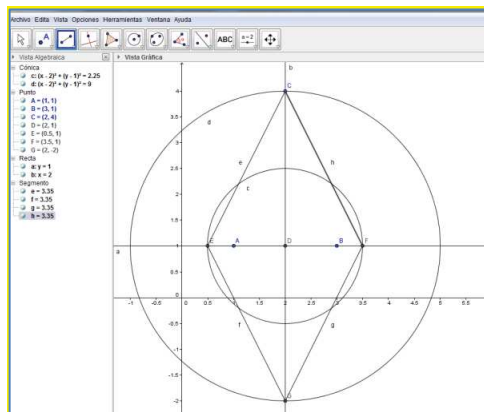 Archivo Edita Vista Opciones Herramientas Ventana Ayuda
ABC
a=2
Vista Algebraica
Vista Gráfica
Cónica
c: (x - 2)² + (y - 1)² = 2.25
d: (x - 2)² + (y - 1)² = 9
Punto
A = (1, 1)
B = (3, 1)
C = (2, 4)
D = (2, 1)
E = (0.5, 1)
F = (3.5, 1)
G = (2, -2)
Recta
a: y = 1
b: x = 2
Segmento
e = 3.35
f = 3.35
g = 3.35
h = 3.35
b
C
4
d
3.5
3
e
h
2.5
2
1.5
E
A
D
B
F
1
a
0.5
0
-1
-0.5
0
0.5
1
1.5
2
2.5
3
3.5
4
4.5
5
5.5
-0.5
f
g
-1
-1.5
-2